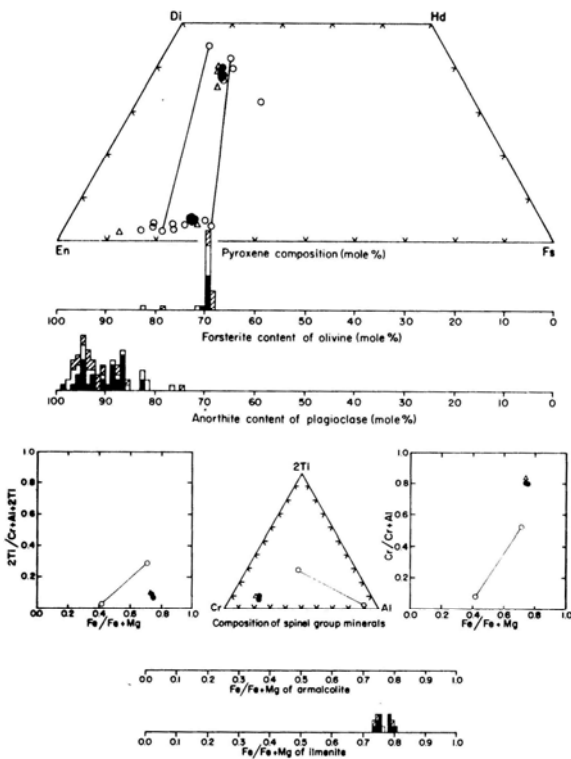 Di Hd
En Fs
Pyroxene composition (mole %)
100 90 80 70 60 50 40 30 20 10 0
Forsterite content of olivine (mole %)
100 90 80 70 60 50 40 30 20 10 0
Anorthite content of plagioclase (mole %)
1.0
0.8
0.6
0.4
0.2
2Ti/Cr+Al+2Ti
0.0 0.2 0.4 0.6 0.8 1.0
Fe/Fe+Mg
2Ti
Cr Al
Composition of spinel group minerals
1.0
0.8
0.6
0.4
0.2
Cr/Cr+Al
0.0 0.2 0.4 0.6 0.8 1.0
Fe/Fe+Mg
0.0 0.1 0.2 0.3 0.4 0.5 0.6 0.7 0.8 0.9 1.0
Fe/Fe+Mg of armalcolite
0.0 0.1 0.2 0.3 0.4 0.5 0.6 0.7 0.8 0.9 1.0
Fe/Fe+Mg of ilmenite